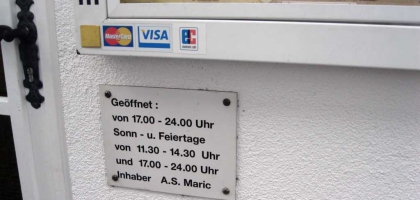 MasterCard VISA EC
Geöffnet :
von 17.00 - 24.00 Uhr
Sonn - u. Feiertage
von 11.30 - 14.30 Uhr
und 17.00 - 24.00 Uhr
Inhaber A.S. Maric